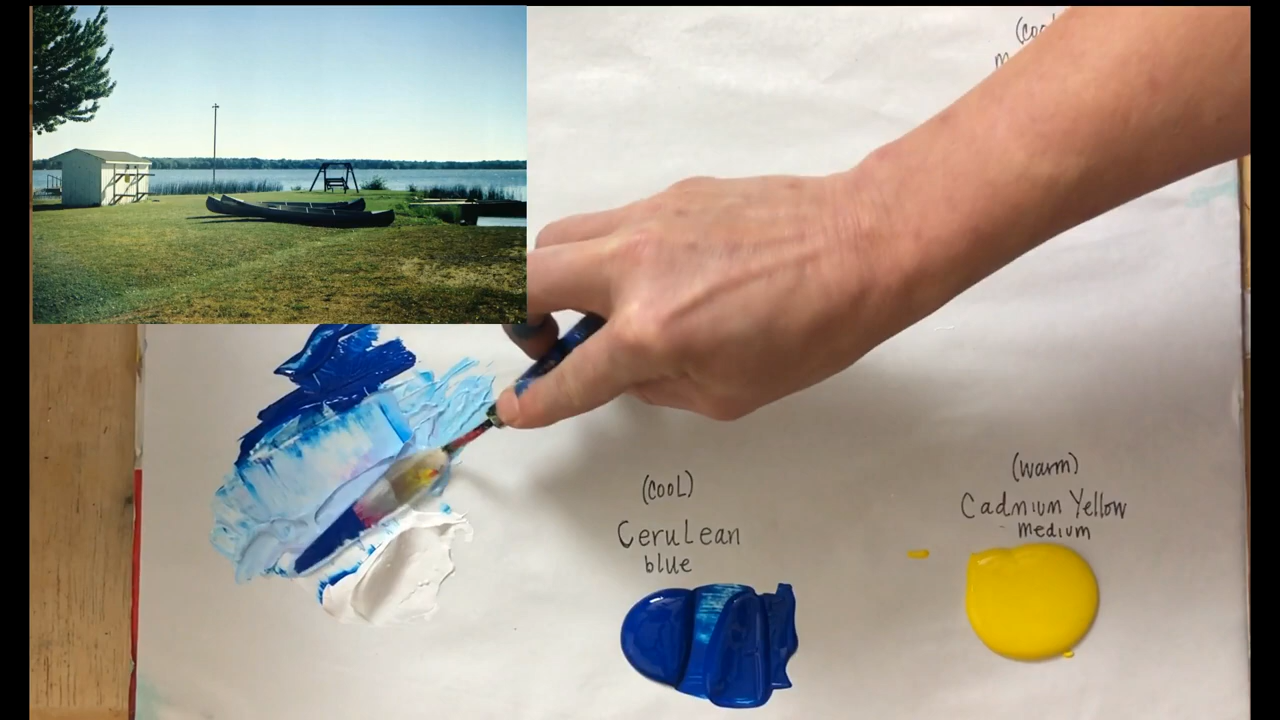 (cool)
Cerulean
blue
(warm)
Cadmium Yellow
medium